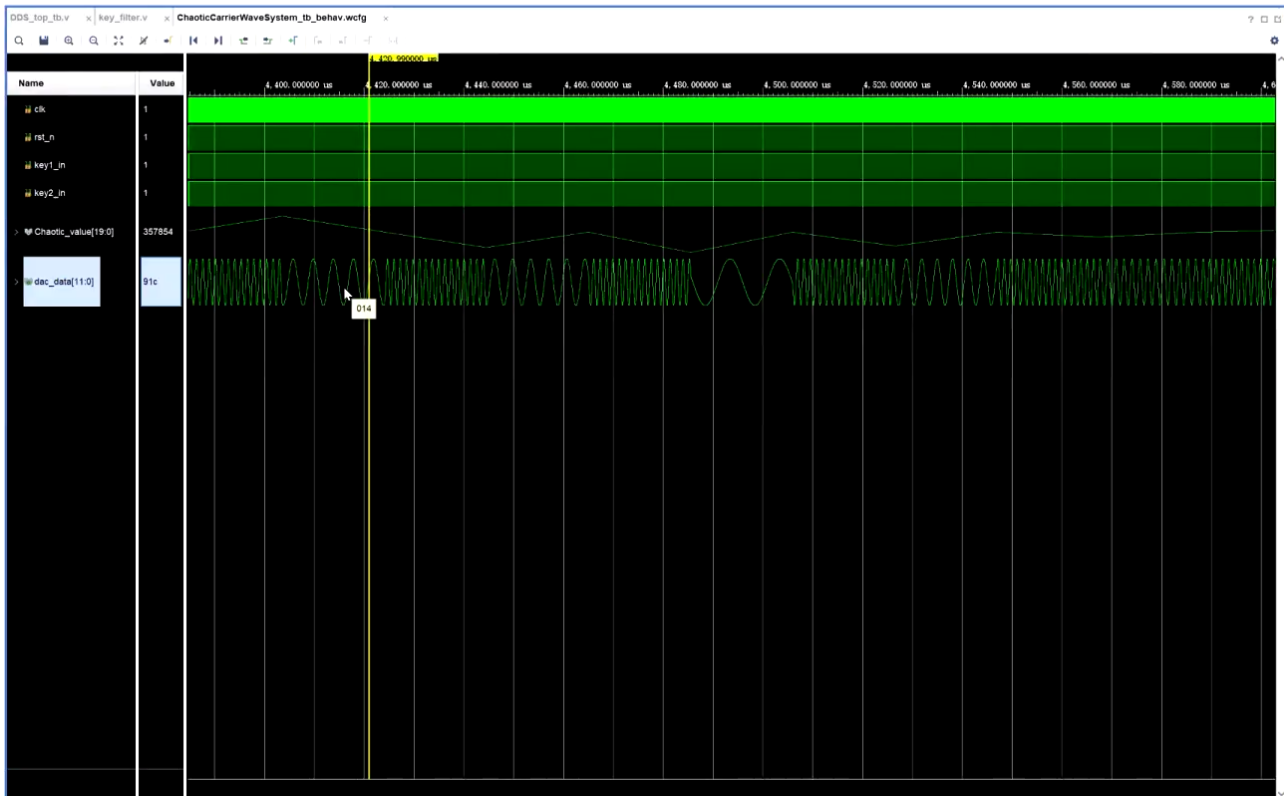 DDS_top_tb.v × key_filter.v × ChaoticCarrierWaveSystem_tb_behav.wcfg ×
4,420.990000 us
Name Value
4,400.000000 us 4,420.000000 us 4,440.000000 us 4,460.000000 us 4,480.000000 us 4,500.000000 us 4,520.000000 us 4,540.000000 us 4,560.000000 us 4,580.000000 us 4,6
clk 1
rst_n 1
key1_in 1
key2_in 1
Chaotic_value[19:0] 357854
dac_data[11:0] 91c
014